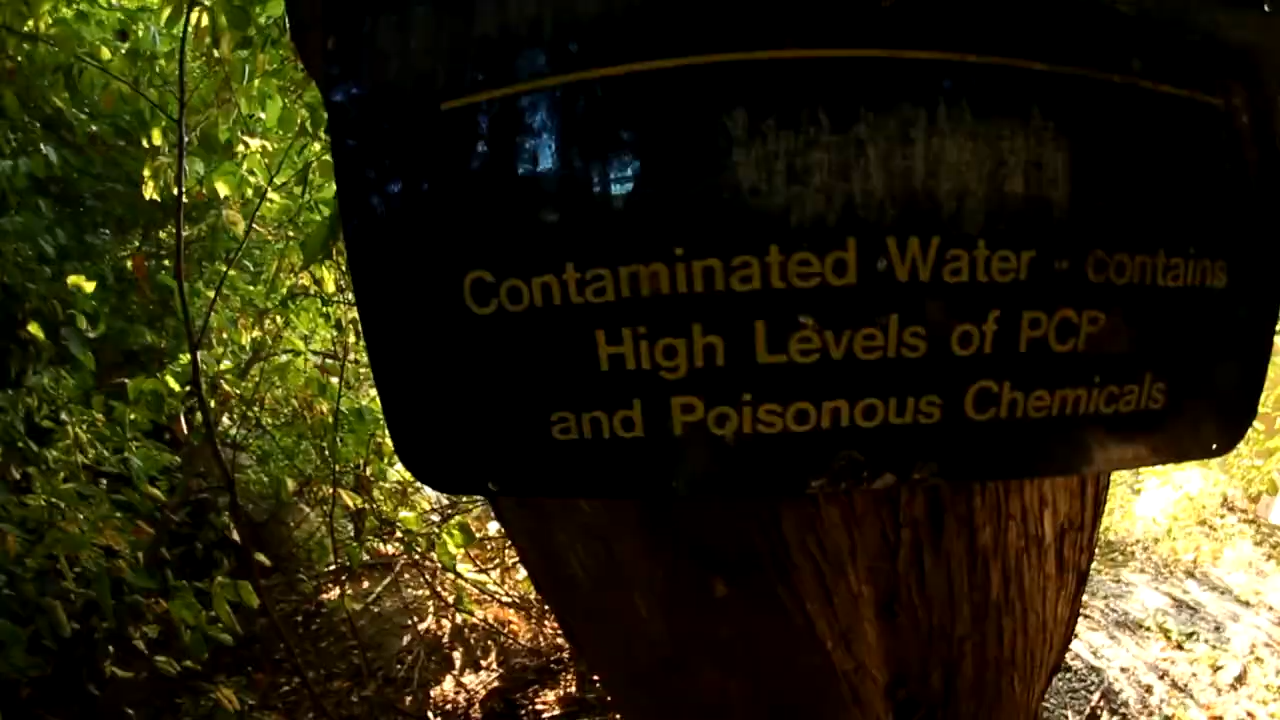 Contaminated Water - contains
High Levels of PCP
and Poisonous Chemicals